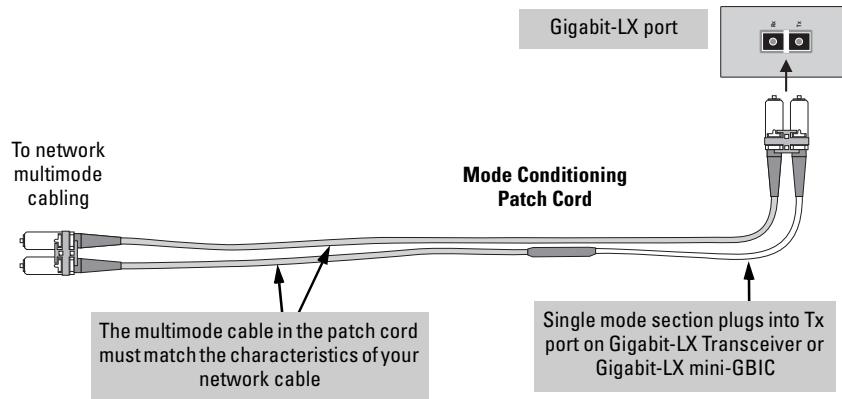 Gigabit-LX port
Rx
Tx
To network
multimode
cabling
Mode Conditioning
Patch Cord
The multimode cable in the patch cord
must match the characteristics of your
network cable
Single mode section plugs into Tx
port on Gigabit-LX Transceiver or
Gigabit-LX mini-GBIC